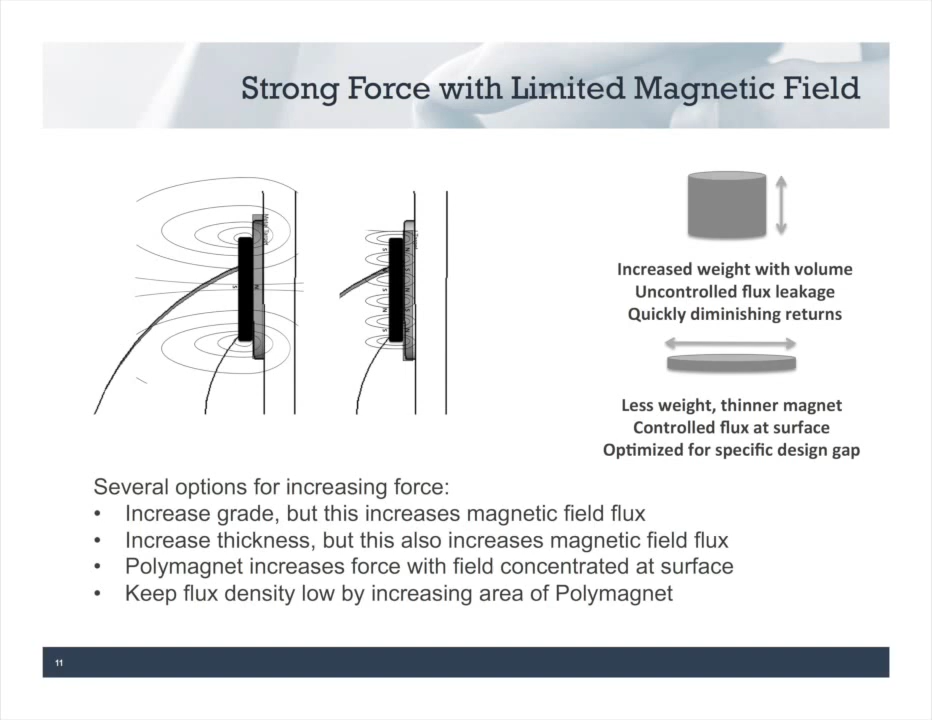 Strong Force with Limited Magnetic Field
S
N
S
S
N
S
N
S
N
S
Increased weight with volume
Uncontrolled flux leakage
Quickly diminishing returns
Less weight, thinner magnet
Controlled flux at surface
Optimized for specific design gap
Several options for increasing force:
• Increase grade, but this increases magnetic field flux
• Increase thickness, but this also increases magnetic field flux
• Polymagnet increases force with field concentrated at surface
• Keep flux density low by increasing area of Polymagnet
11